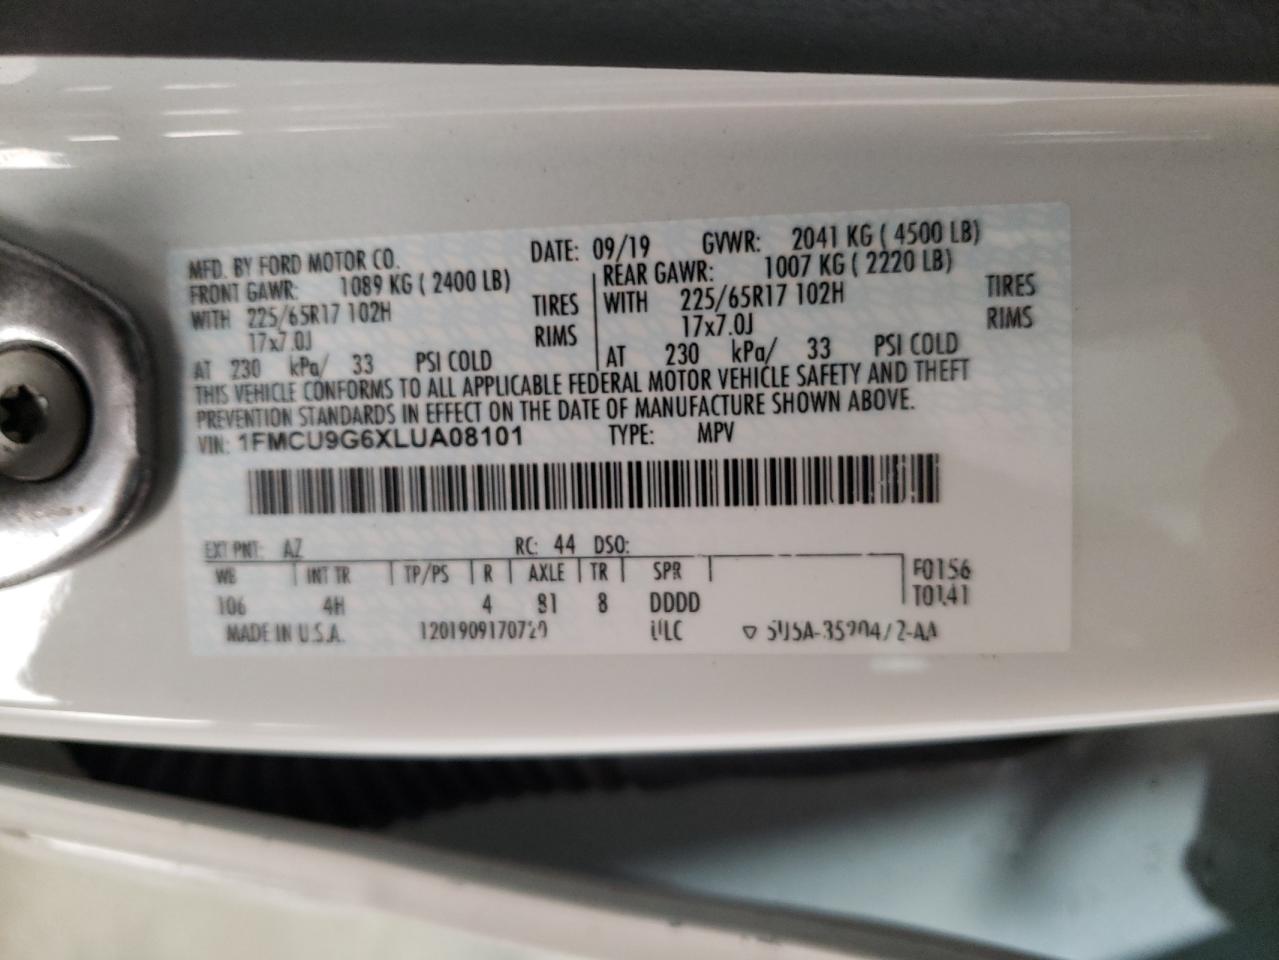 MFD. BY FORD MOTOR CO. DATE: 09/19 GVWR: 2041 KG ( 4500 LB)
FRONT GAWR: 1089 KG ( 2400 LB) REAR GAWR: 1007 KG ( 2220 LB)
WITH 225/65R17 102H TIRES WITH 225/65R17 102H TIRES
17x7.0J RIMS 17x7.0J RIMS
AT 230 kPa/ 33 PSI COLD AT 230 kPa/ 33 PSI COLD
THIS VEHICLE CONFORMS TO ALL APPLICABLE FEDERAL MOTOR VEHICLE SAFETY AND THEFT
PREVENTION STANDARDS IN EFFECT ON THE DATE OF MANUFACTURE SHOWN ABOVE.
VIN: 1FMCU9G6XLUA08101 TYPE: MPV
EXT PNT: AZ RC: 44 DSO:
WB INT TR TP/PS R AXLE TR SPR F0156
106 4H 4 81 8 DDDD T0141
MADE IN U.S.A.